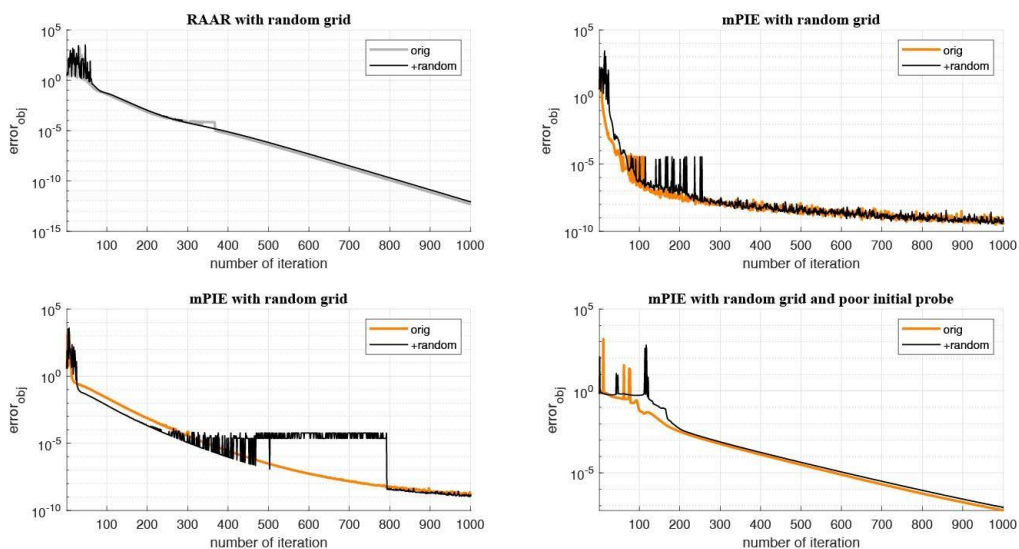 RAAR with random grid
10^5
10^0
10^-5
10^-10
10^-15
error_obj
orig
+random
100 200 300 400 500 600 700 800 900 1000
number of iteration
mPIE with random grid
10^5
10^0
10^-5
10^-10
error_obj
orig
+random
100 200 300 400 500 600 700 800 900 1000
number of iteration
mPIE with random grid
10^5
10^0
10^-5
10^-10
error_obj
orig
+random
100 200 300 400 500 600 700 800 900 1000
number of iteration
mPIE with random grid and poor initial probe
10^5
10^0
10^-5
error_obj
orig
+random
100 200 300 400 500 600 700 800 900 1000
number of iteration